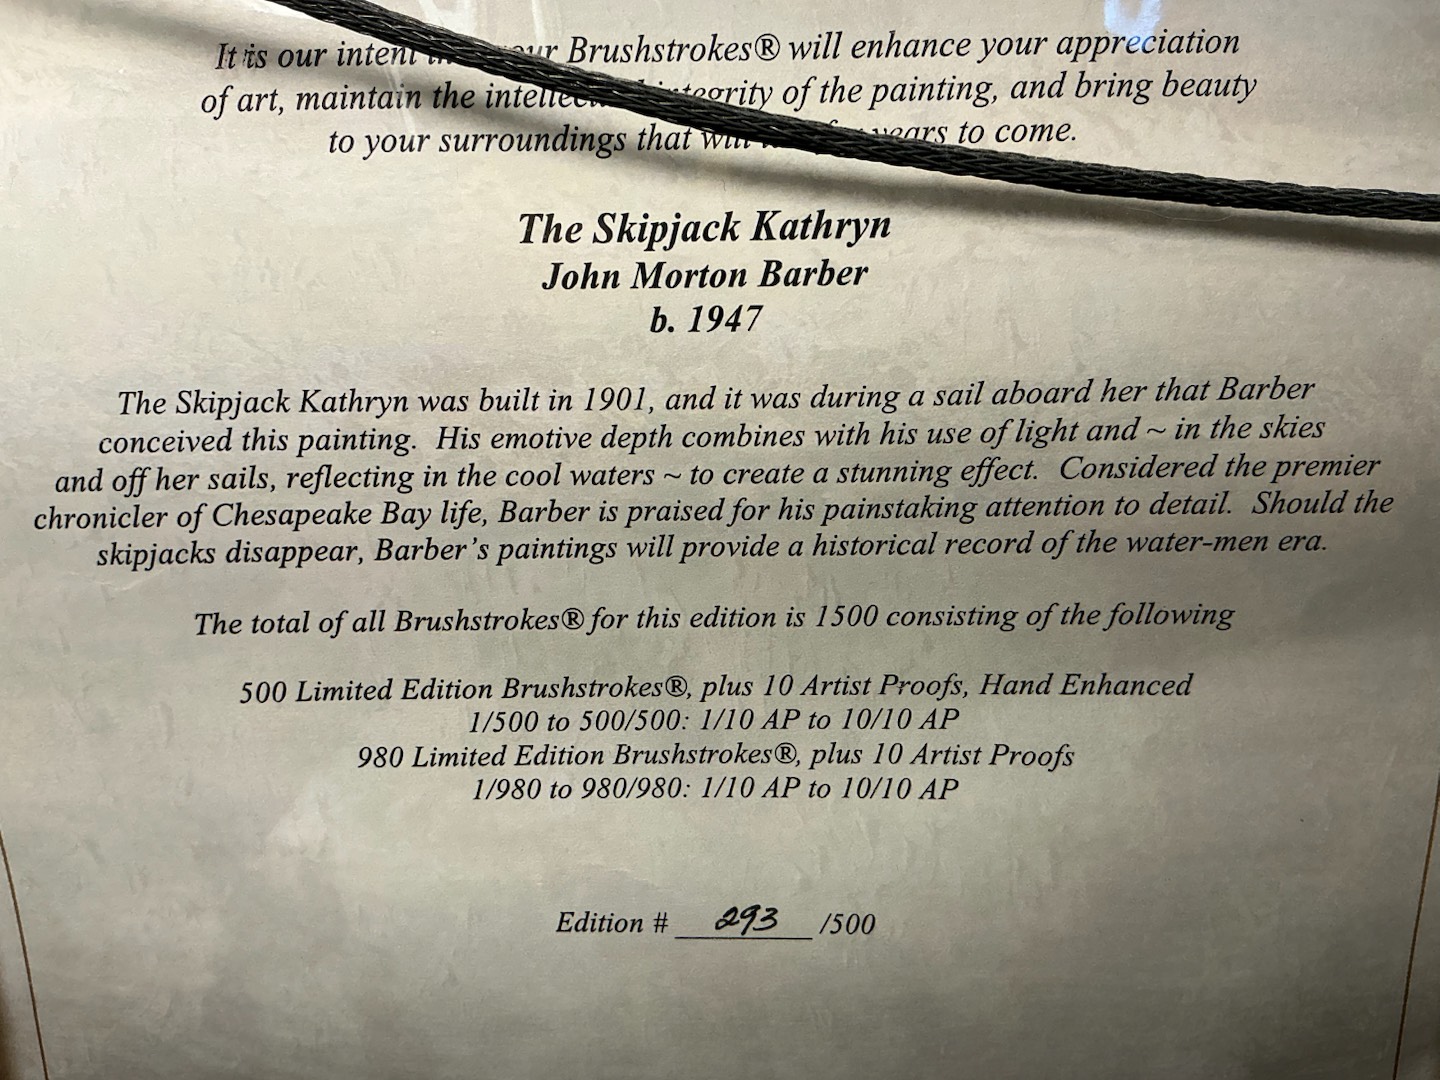 It is our intent our Brushstrokes® will enhance your appreciation
of art, maintain the integrity of the painting, and bring beauty
to your surroundings that years to come.
The Skipjack Kathryn
John Morton Barber
b. 1947
The Skipjack Kathryn was built in 1901, and it was during a sail aboard her that Barber
conceived this painting. His emotive depth combines with his use of light and ~ in the skies
and off her sails, reflecting in the cool waters ~ to create a stunning effect. Considered the premier
chronicler of Chesapeake Bay life, Barber is praised for his painstaking attention to detail. Should the
skipjacks disappear, Barber's paintings will provide a historical record of the water-men era.
The total of all Brushstrokes® for this edition is 1500 consisting of the following
500 Limited Edition Brushstrokes®, plus 10 Artist Proofs, Hand Enhanced
1/500 to 500/500: 1/10 AP to 10/10 AP
980 Limited Edition Brushstrokes®, plus 10 Artist Proofs
1/980 to 980/980: 1/10 AP to 10/10 AP
Edition # 293 /500